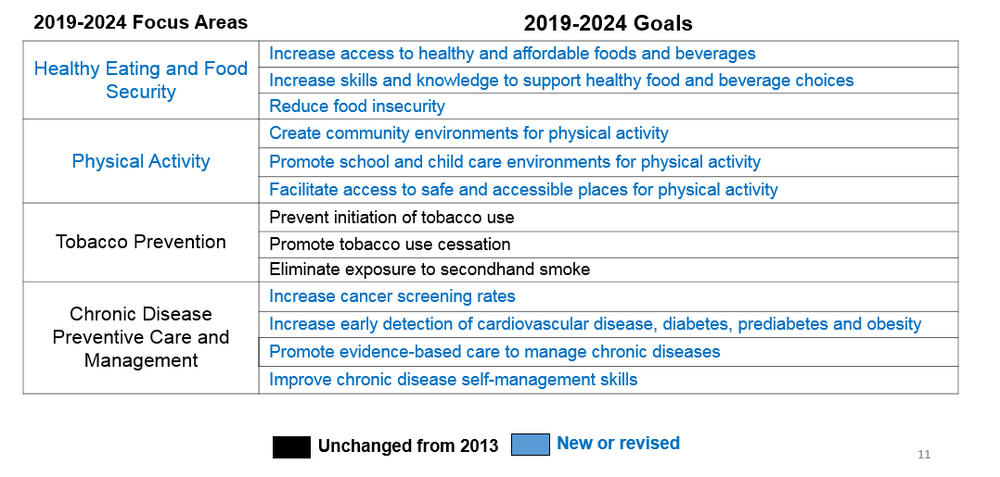 2019-2024 Focus Areas
2019-2024 Goals
Healthy Eating and Food
Security
Increase access to healthy and affordable foods and beverages
Increase skills and knowledge to support healthy food and beverage choices
Reduce food insecurity
Physical Activity
Create community environments for physical activity
Promote school and child care environments for physical activity
Facilitate access to safe and accessible places for physical activity
Tobacco Prevention
Prevent initiation of tobacco use
Promote tobacco use cessation
Eliminate exposure to secondhand smoke
Chronic Disease
Preventive Care and
Management
Increase cancer screening rates
Increase early detection of cardiovascular disease, diabetes, prediabetes and obesity
Promote evidence-based care to manage chronic diseases
Improve chronic disease self-management skills
Unchanged from 2013
New or revised
11